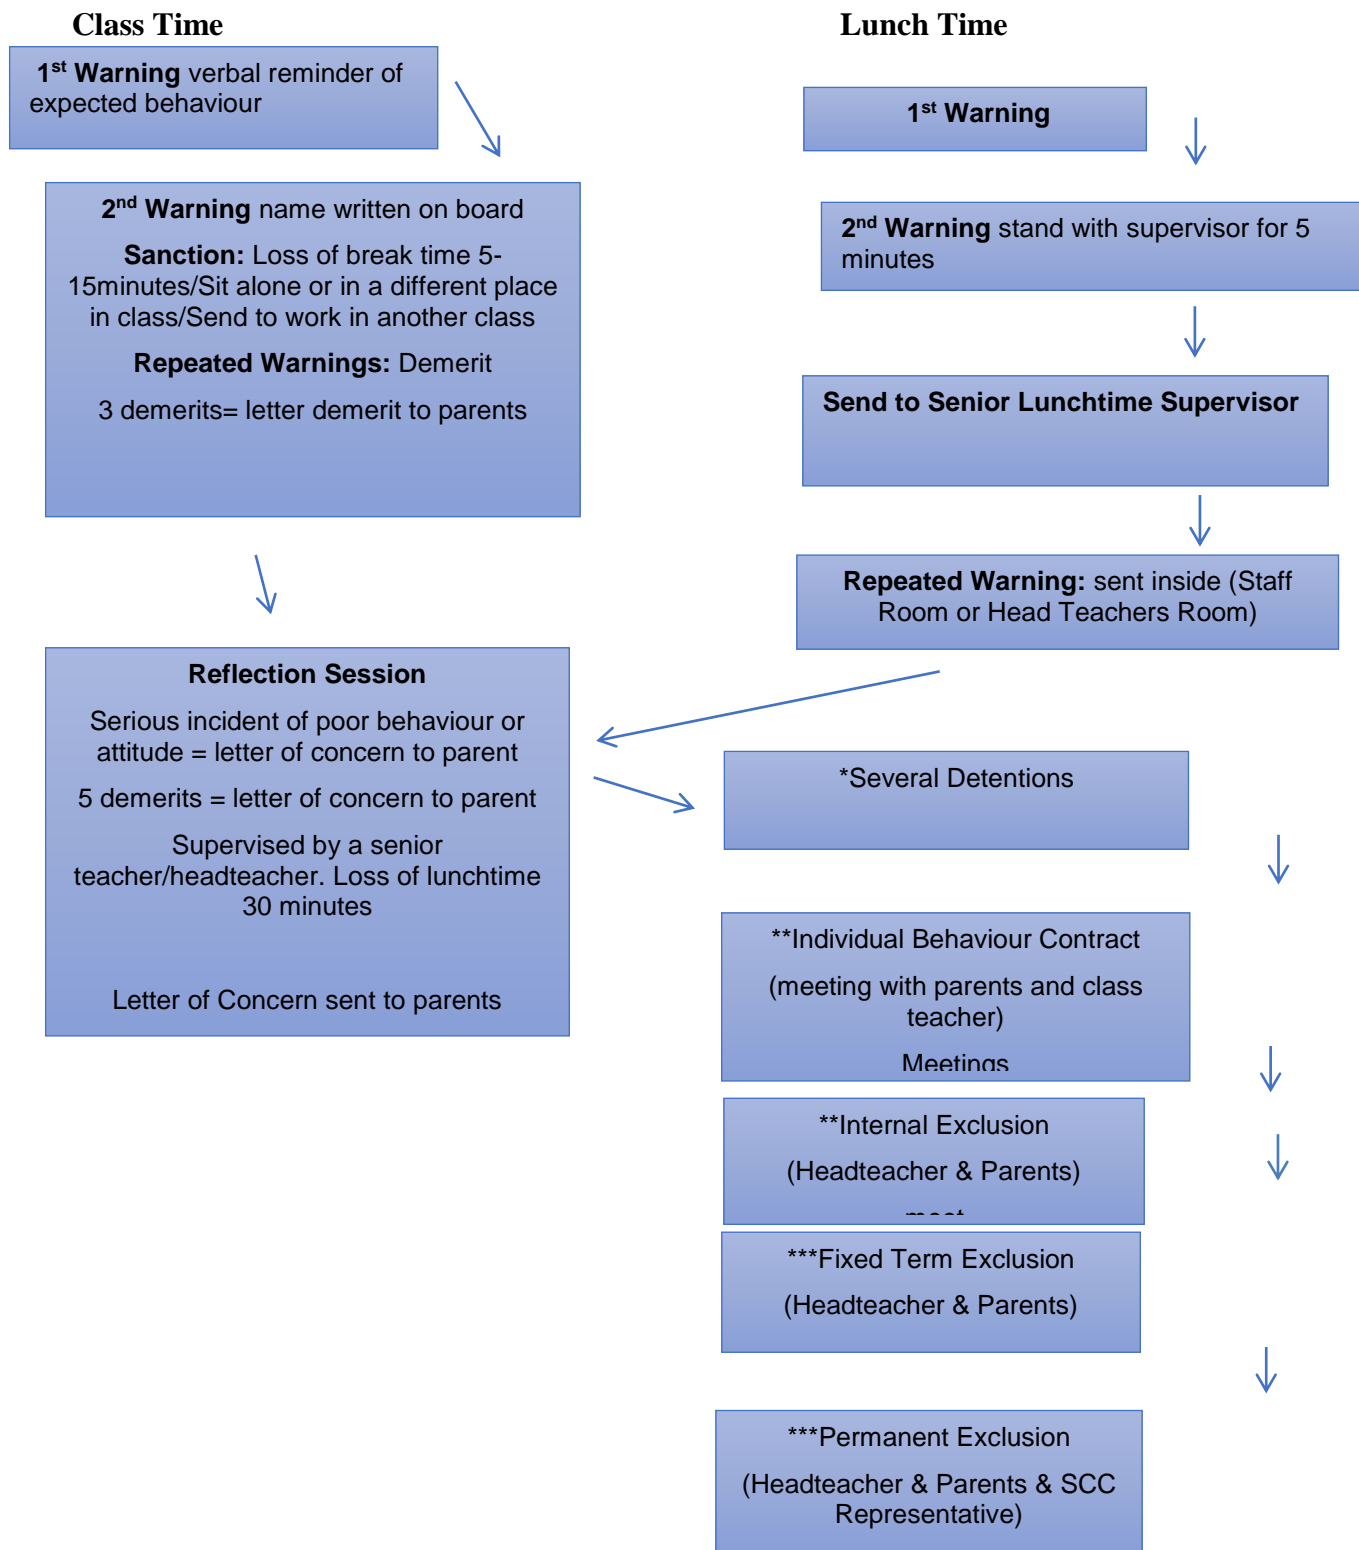 Class Time
1st Warning verbal reminder of
expected behaviour
2nd Warning name written on board
Sanction: Loss of break time 5-
15minutes/Sit alone or in a different place
in class/Send to work in another class
Repeated Warnings: Demerit
3 demerits= letter demerit to parents
Reflection Session
Serious incident of poor behaviour or
attitude = letter of concern to parent
5 demerits = letter of concern to parent
Supervised by a senior
teacher/headteacher. Loss of lunchtime
30 minutes
Letter of Concern sent to parents
Lunch Time
1st Warning
2nd Warning stand with supervisor for 5
minutes
Send to Senior Lunchtime Supervisor
Repeated Warning: sent inside (Staff
Room or Head Teachers Room)
*Several Detentions
**Individual Behaviour Contract
(meeting with parents and class
teacher)
Meetings
**Internal Exclusion
(Headteacher & Parents)
***Fixed Term Exclusion
(Headteacher & Parents)
***Permanent Exclusion
(Headteacher & Parents & SCC
Representative)